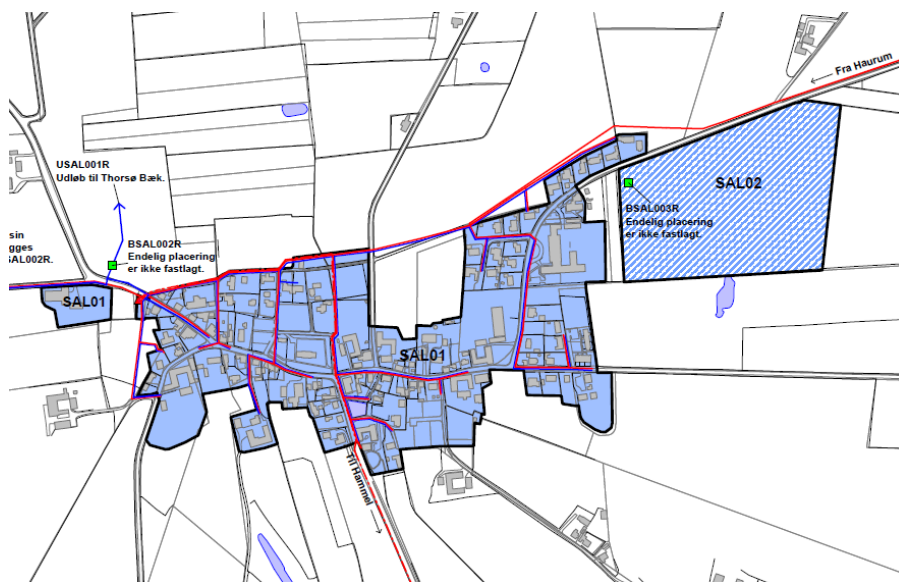 Fra Haurum
USAL001R
Udløb til Thorsø Bæk.
SAL02
BSAL003R
Endelig placering
er ikke fastlagt.
sin
gges
SAL002R.
BSAL002R
Endelig placering
er ikke fastlagt.
SAL01
SAL01
Til Hammel